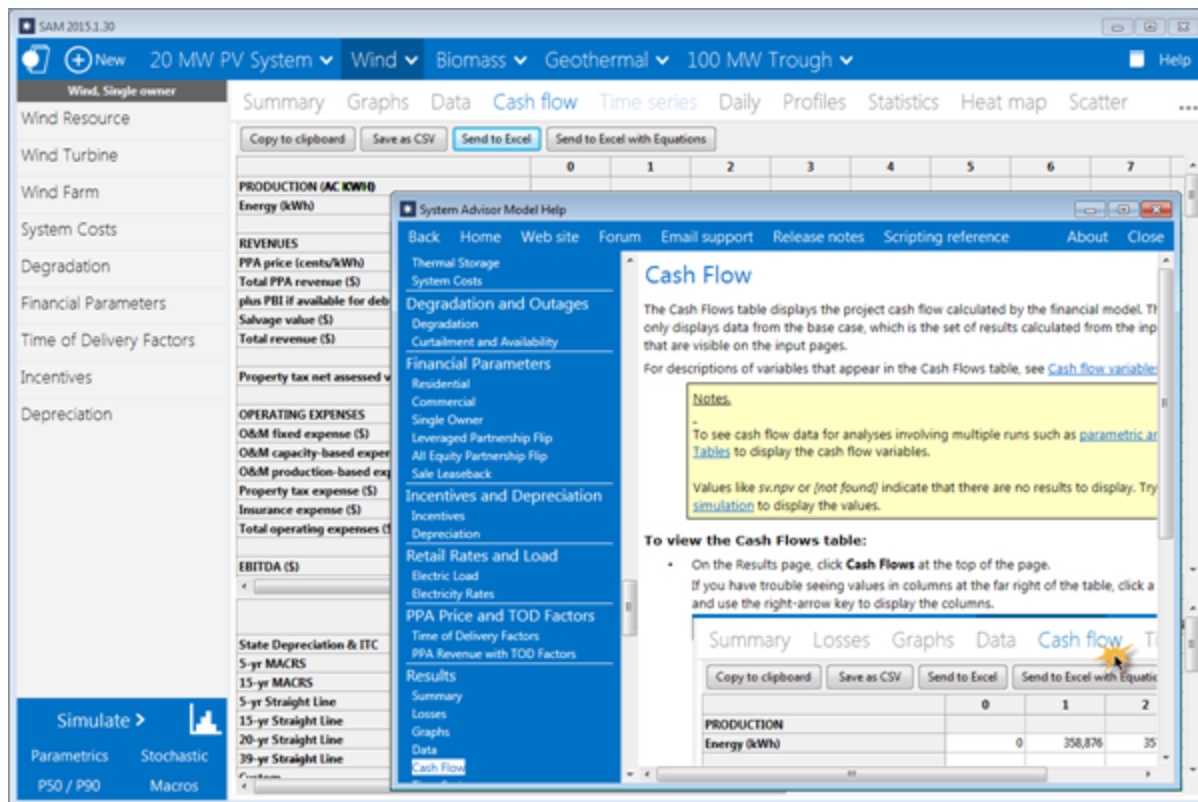 SAM 2015.1.30
New 20 MW PV System Wind Biomass Geothermal 100 MW Trough Help
Wind, Single owner
Wind Resource
Wind Turbine
Wind Farm
System Costs
Degradation
Financial Parameters
Time of Delivery Factors
Incentives
Depreciation
Simulate >
Parametrics Stochastic
P50 / P90 Macros
Summary Graphs Data Cash flow Time series Daily Profiles Statistics Heat map Scatter ...
Copy to clipboard Save as CSV Send to Excel Send to Excel with Equations
0 1 2 3 4 5 6 7
PRODUCTION (AC KWH)
Energy (kWh)
REVENUES
PPA price (cents/kWh)
Total PPA revenue ($)
plus PBI if available for deb
Salvage value ($)
Total revenue ($)
Property tax net assessed v
OPERATING EXPENSES
O&M fixed expense ($)
O&M capacity-based exper
O&M production-based exp
Property tax expense ($)
Insurance expense ($)
Total operating expenses ($
EBITDA ($)
State Depreciation & ITC
5-yr MACRS
15-yr MACRS
5-yr Straight Line
15-yr Straight Line
20-yr Straight Line
39-yr Straight Line
System Advisor Model Help
Back Home Web site Forum Email support Release notes Scripting reference About Close
Thermal Storage
System Costs
Degradation and Outages
Degradation
Curtailment and Availability
Financial Parameters
Residential
Commercial
Single Owner
Leveraged Partnership Flip
All Equity Partnership Flip
Sale Leaseback
Incentives and Depreciation
Incentives
Depreciation
Retail Rates and Load
Electric Load
Electricity Rates
PPA Price and TOD Factors
Time of Delivery Factors
PPA Revenue with TOD Factors
Results
Summary
Losses
Graphs
Data
Cash Flow
Cash Flow
The Cash Flows table displays the project cash flow calculated by the financial model. Th
only displays data from the base case, which is the set of results calculated from the inp
that are visible on the input pages.
For descriptions of variables that appear in the Cash Flows table, see Cash flow variable
Notes.
To see cash flow data for analyses involving multiple runs such as parametric ar
Tables to display the cash flow variables.
Values like sv.npv or [not found] indicate that there are no results to display. Try
simulation to display the values.
To view the Cash Flows table:
• On the Results page, click Cash Flows at the top of the page.
If you have trouble seeing values in columns at the far right of the table, click a
and use the right-arrow key to display the columns.
Summary Losses Graphs Data Cash flow Ti
Copy to clipboard Save as CSV Send to Excel Send to Excel with Equatic
0 1 2
PRODUCTION
Energy (kWh) 0 358,876 35